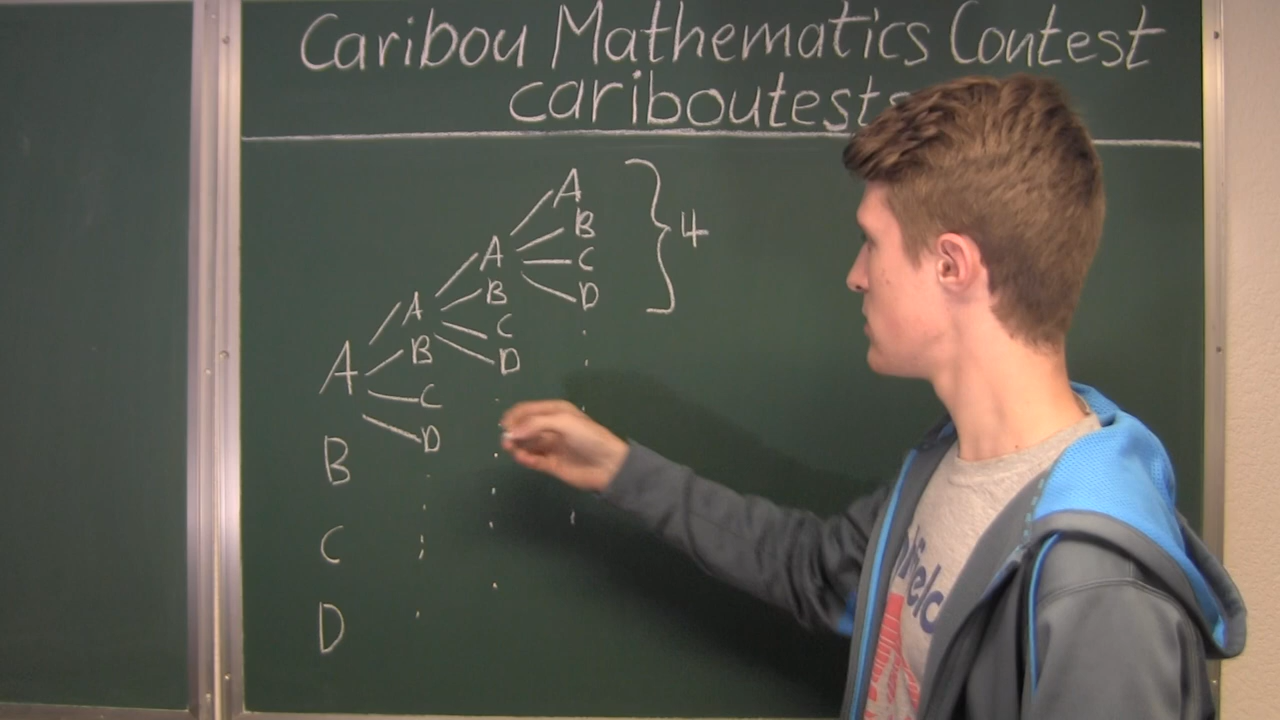 Caribou Mathematics Contest
cariboutests
A
B
A B C 4
A B D
A B C
B D
C
D
B
C
D